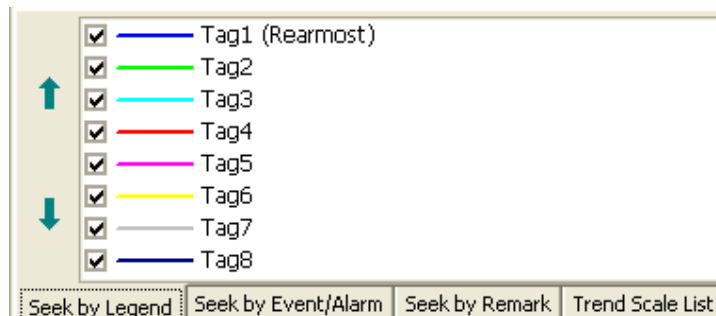 Tag1 (Rearmost)
Tag2
Tag3
Tag4
Tag5
Tag6
Tag7
Tag8
Seek by Legend Seek by Event/Alarm Seek by Remark Trend Scale List